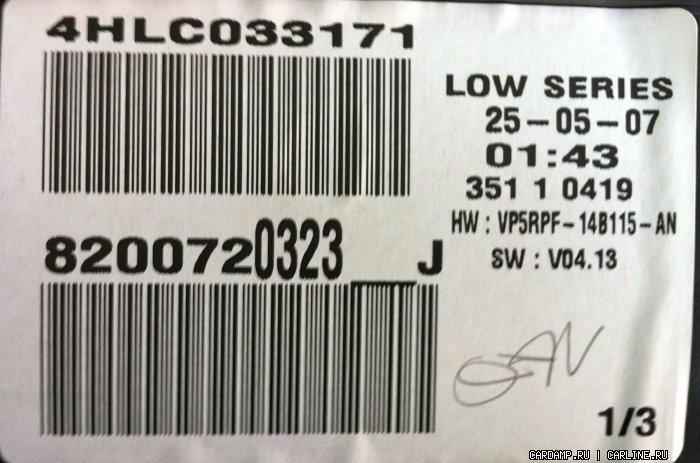 4HLC033171
LOW SERIES
25-05-07
01:43
351 1 0419
HW : VP5RPF-14B115-AN
SW : V04.13
8200720323__J
1/3
CARDAMP.RU | CARLINE.RU